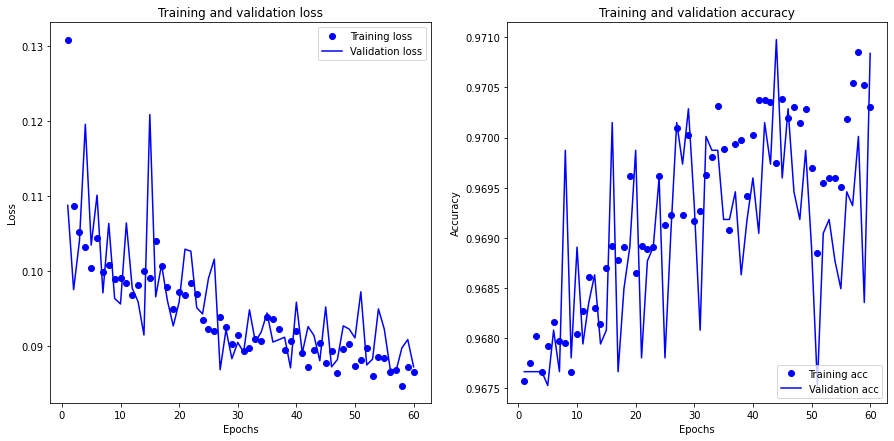 Training and validation loss
0.13
0.12
0.11
0.10
0.09
Loss
0
10
20
30
40
50
60
Epochs
Training loss
Validation loss
Training and validation accuracy
0.9710
0.9705
0.9700
0.9695
0.9690
0.9685
0.9680
0.9675
Accuracy
0
10
20
30
40
50
60
Epochs
Training acc
Validation acc